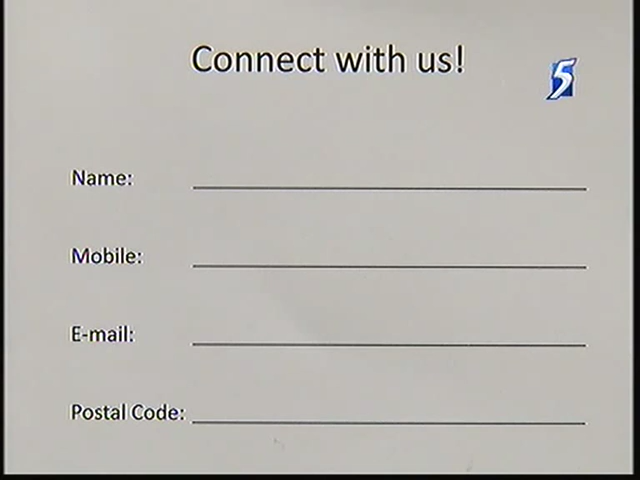 Connect with us!
5
Name:
Mobile:
E-mail:
Postal Code: